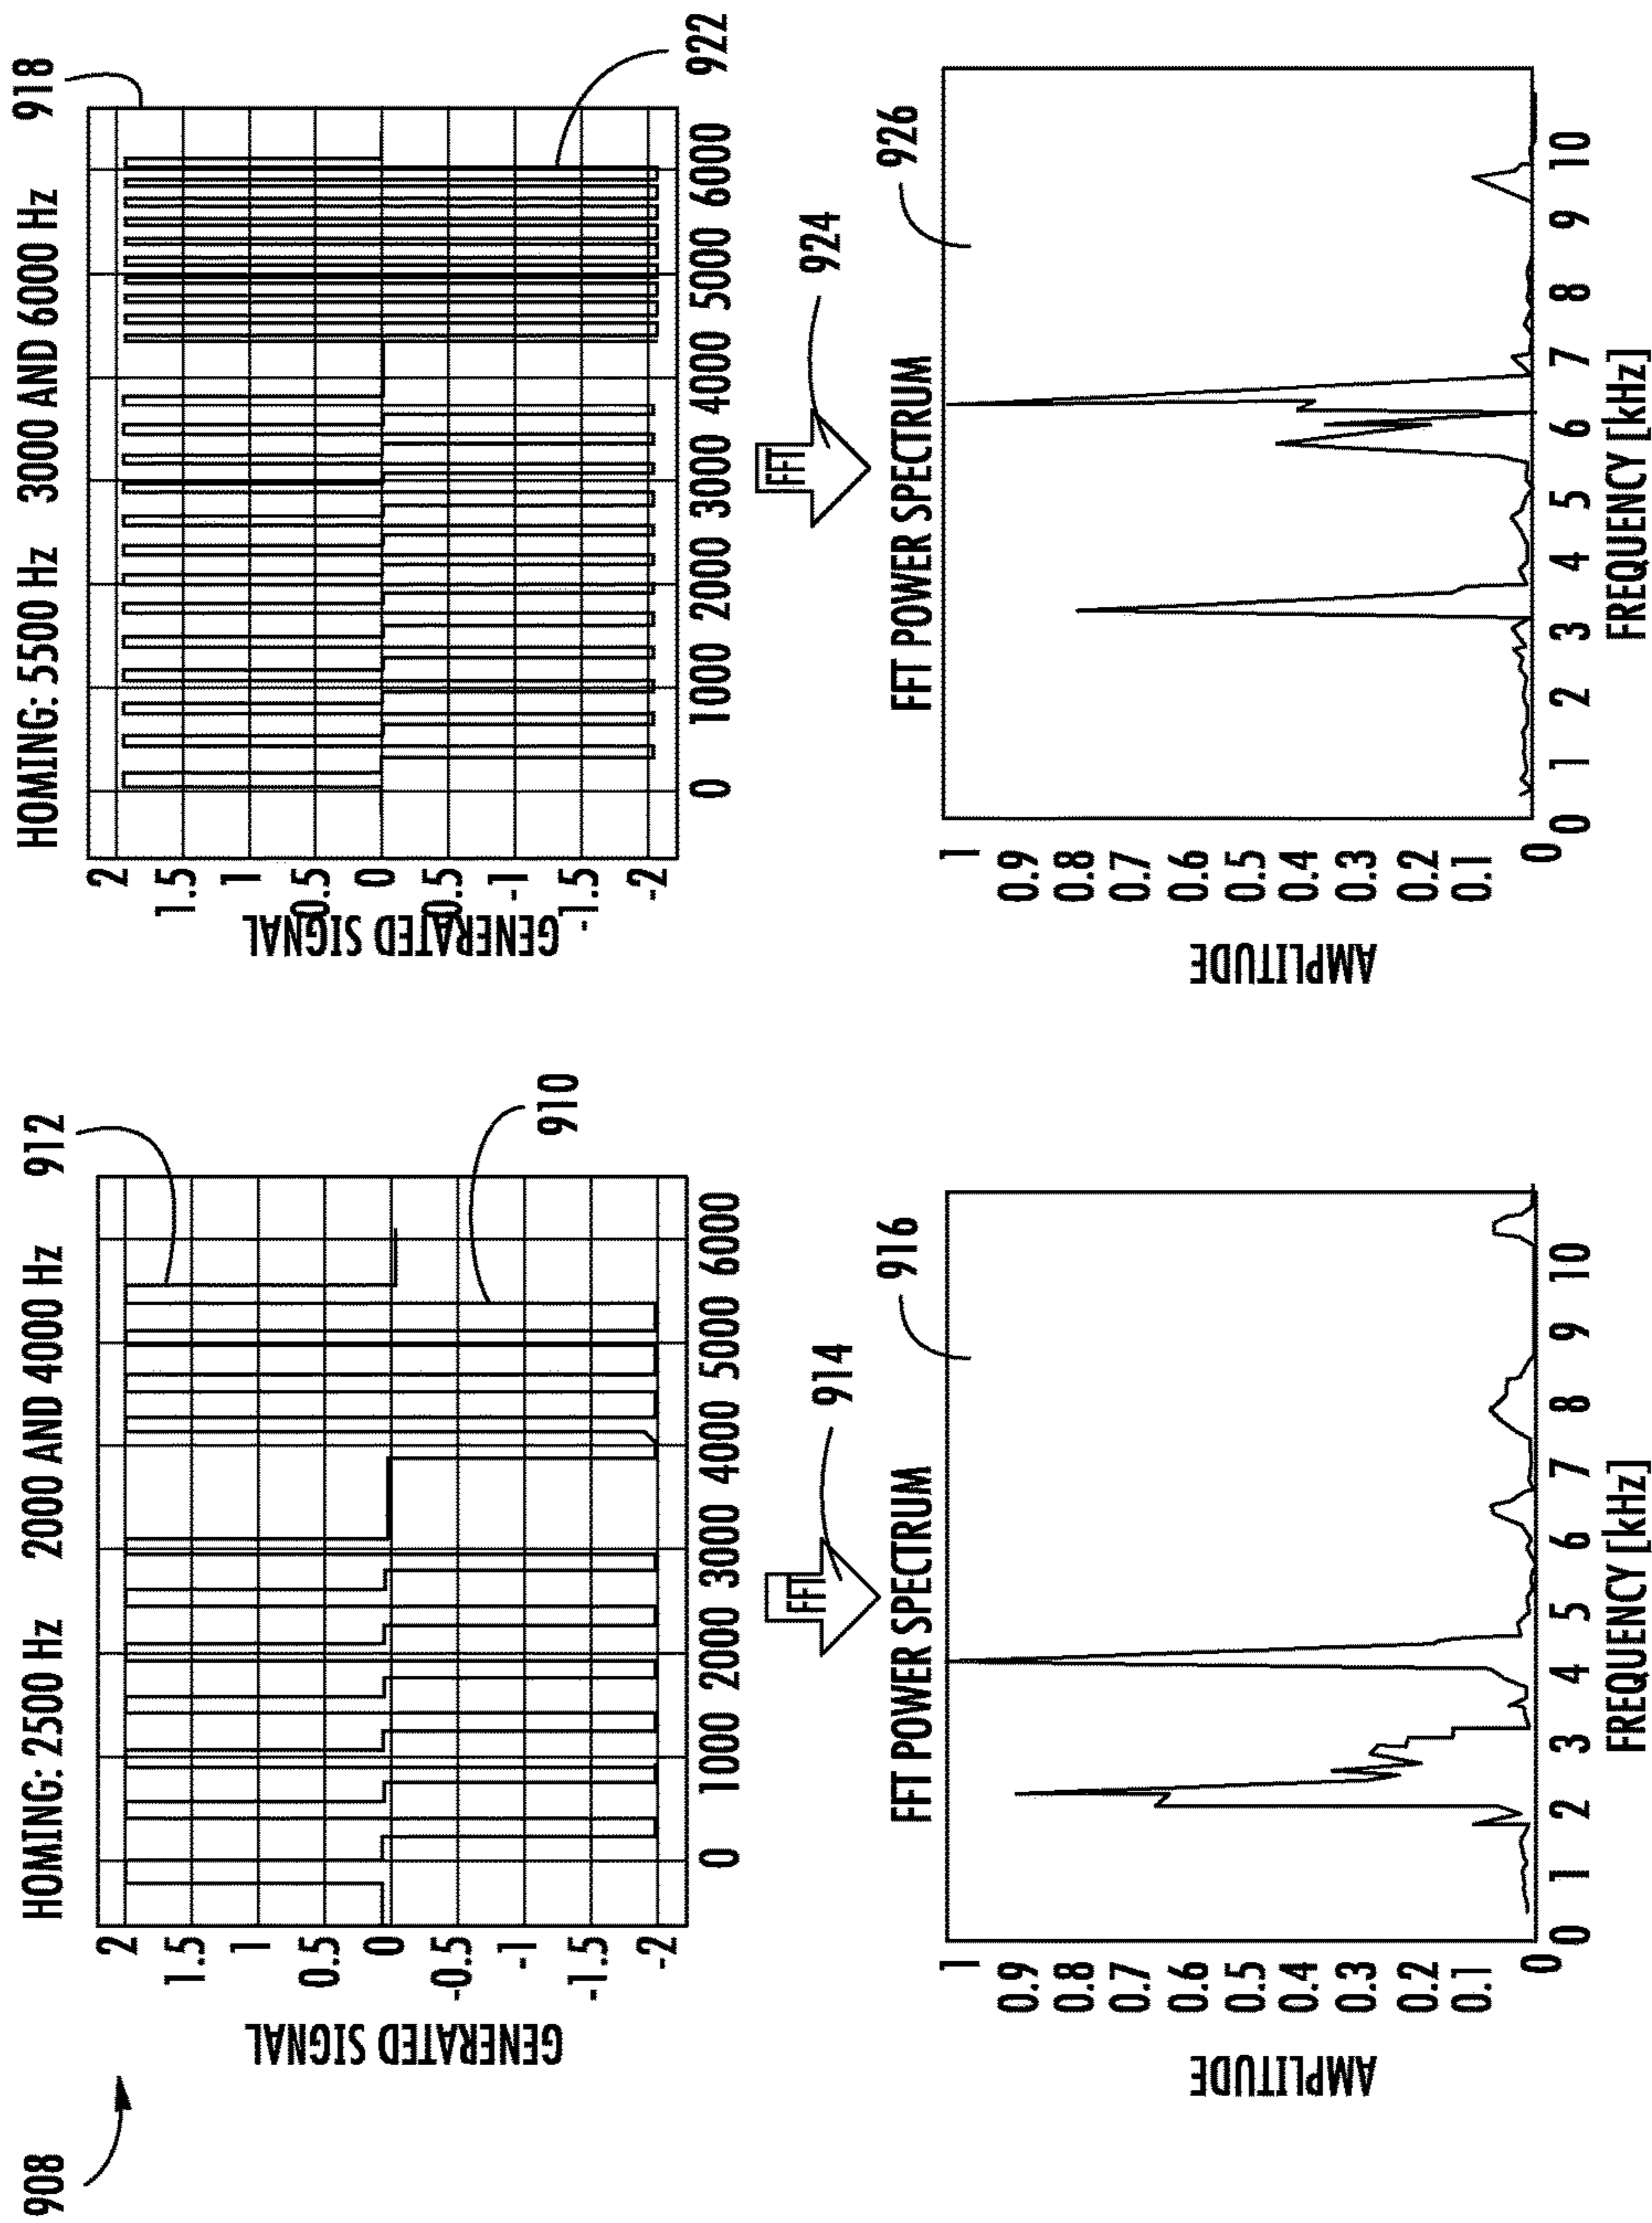 908
HOMING: 2500 Hz
2000 AND 4000 Hz
912
GENERATED SIGNAL
2
1.5
1
0.5
0
-0.5
-1
-1.5
-2
0 1000 2000 3000 4000 5000 6000
910
FFT
914
FFT POWER SPECTRUM
916
AMPLITUDE
1
0.9
0.8
0.7
0.6
0.5
0.4
0.3
0.2
0.1
0
0 1 2 3 4 5 6 7 8 9 10
FREQUENCY [kHz]
HOMING: 5500 Hz
3000 AND 6000 Hz
918
GENERATED SIGNAL
2
1.5
1
0.5
0
-0.5
-1
-1.5
-2
0 1000 2000 3000 4000 5000 6000
922
FFT
924
FFT POWER SPECTRUM
926
AMPLITUDE
1
0.9
0.8
0.7
0.6
0.5
0.4
0.3
0.2
0.1
0
0 1 2 3 4 5 6 7 8 9 10
FREQUENCY [kHz]